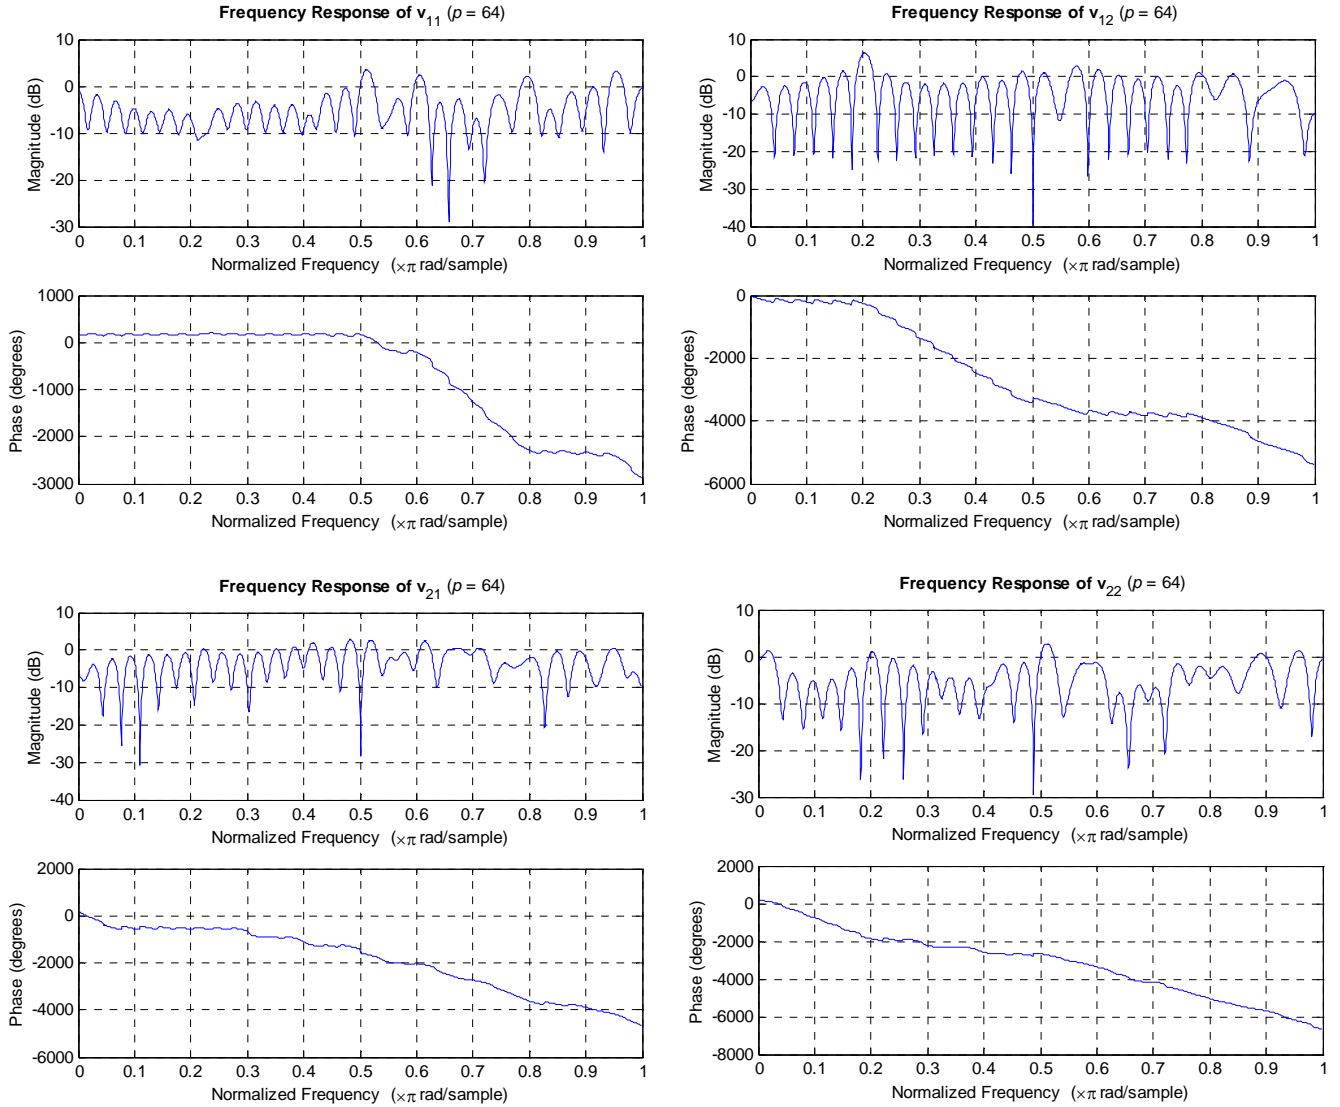 Frequency Response of v11 (p = 64)
10
0
-10
-20
-30
Magnitude (dB)
0 0.1 0.2 0.3 0.4 0.5 0.6 0.7 0.8 0.9 1
Normalized Frequency (×π rad/sample)
1000
0
-1000
-2000
-3000
Phase (degrees)
0 0.1 0.2 0.3 0.4 0.5 0.6 0.7 0.8 0.9 1
Normalized Frequency (×π rad/sample)
Frequency Response of v12 (p = 64)
10
0
-10
-20
-30
-40
Magnitude (dB)
0 0.1 0.2 0.3 0.4 0.5 0.6 0.7 0.8 0.9 1
Normalized Frequency (×π rad/sample)
0
-2000
-4000
-6000
Phase (degrees)
0 0.1 0.2 0.3 0.4 0.5 0.6 0.7 0.8 0.9 1
Normalized Frequency (×π rad/sample)
Frequency Response of v21 (p = 64)
10
0
-10
-20
-30
-40
Magnitude (dB)
0 0.1 0.2 0.3 0.4 0.5 0.6 0.7 0.8 0.9 1
Normalized Frequency (×π rad/sample)
2000
0
-2000
-4000
-6000
Phase (degrees)
0 0.1 0.2 0.3 0.4 0.5 0.6 0.7 0.8 0.9 1
Normalized Frequency (×π rad/sample)
Frequency Response of v22 (p = 64)
10
0
-10
-20
-30
Magnitude (dB)
0 0.1 0.2 0.3 0.4 0.5 0.6 0.7 0.8 0.9 1
Normalized Frequency (×π rad/sample)
2000
0
-2000
-4000
-6000
-8000
Phase (degrees)
0 0.1 0.2 0.3 0.4 0.5 0.6 0.7 0.8 0.9 1
Normalized Frequency (×π rad/sample)